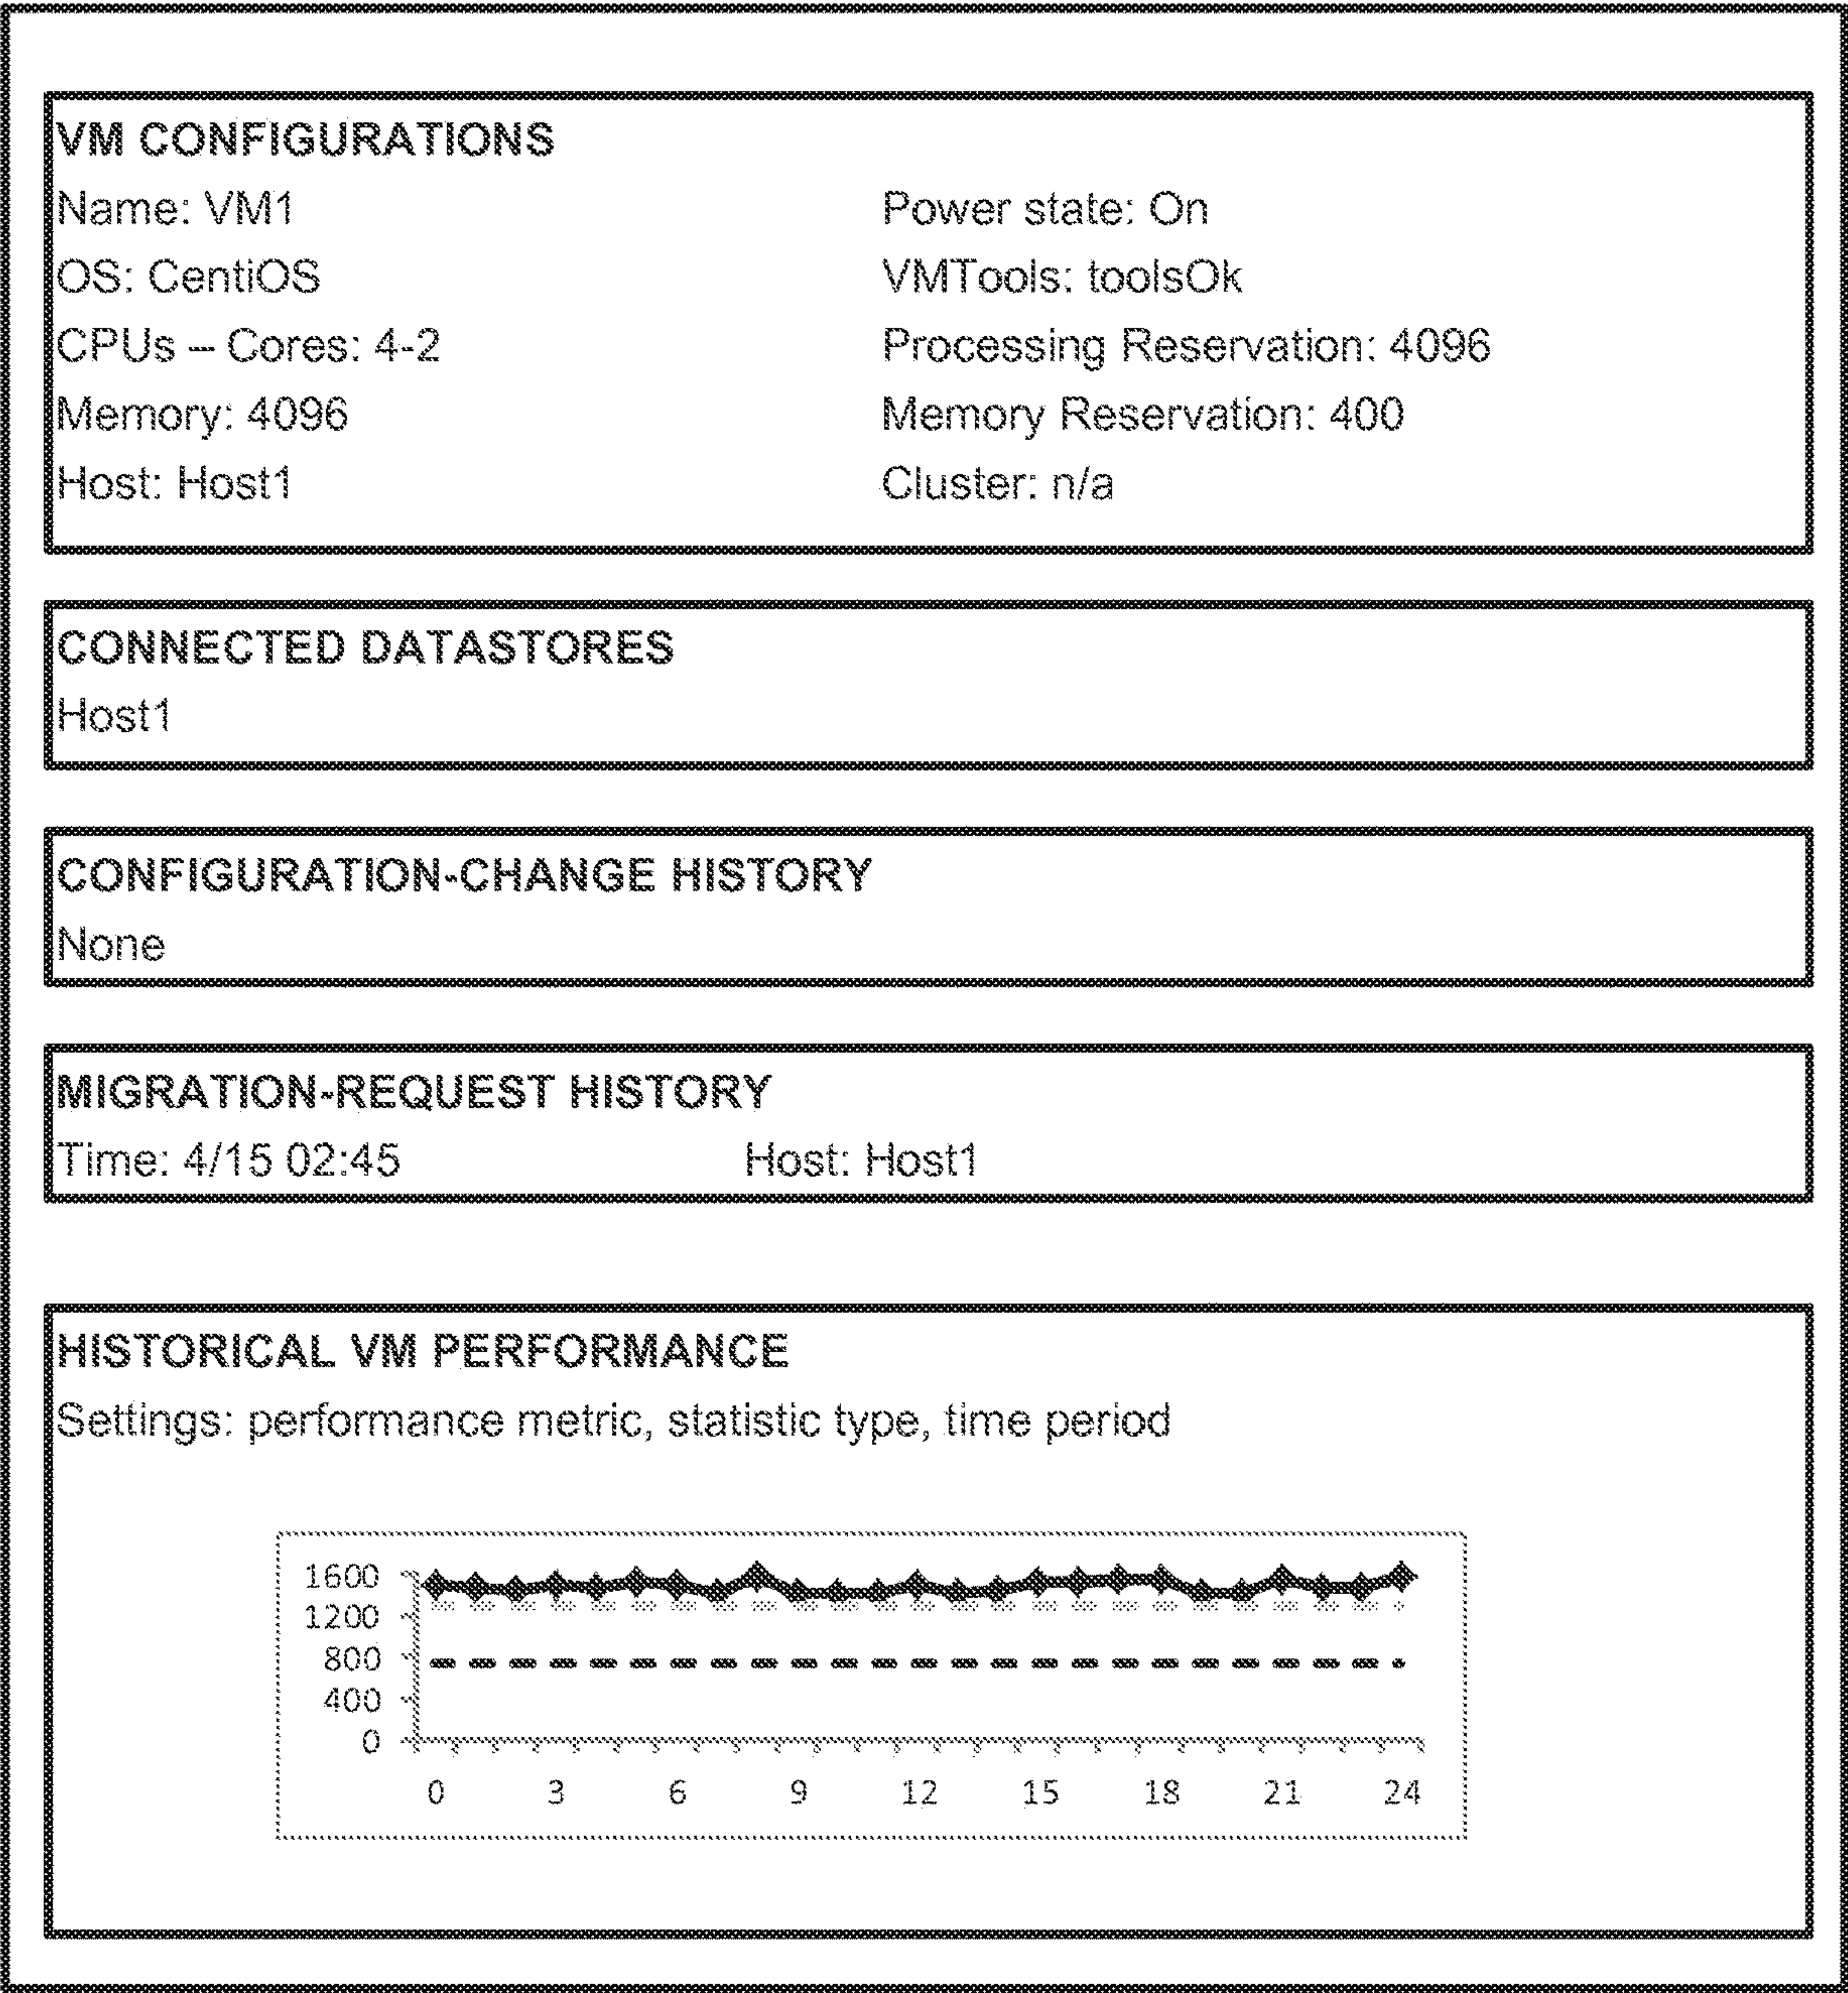 VM CONFIGURATIONS
Name: VM1 Power state: On
OS: CentiOS VMTools: toolsOk
CPUs – Cores: 4-2 Processing Reservation: 4096
Memory: 4096 Memory Reservation: 400
Host: Host1 Cluster: n/a
CONNECTED DATASTORES
Host1
CONFIGURATION-CHANGE HISTORY
None
MIGRATION-REQUEST HISTORY
Time: 4/15 02:45 Host: Host1
HISTORICAL VM PERFORMANCE
Settings: performance metric, statistic type, time period
1600
1200
800
400
0
0 3 6 9 12 15 18 21 24